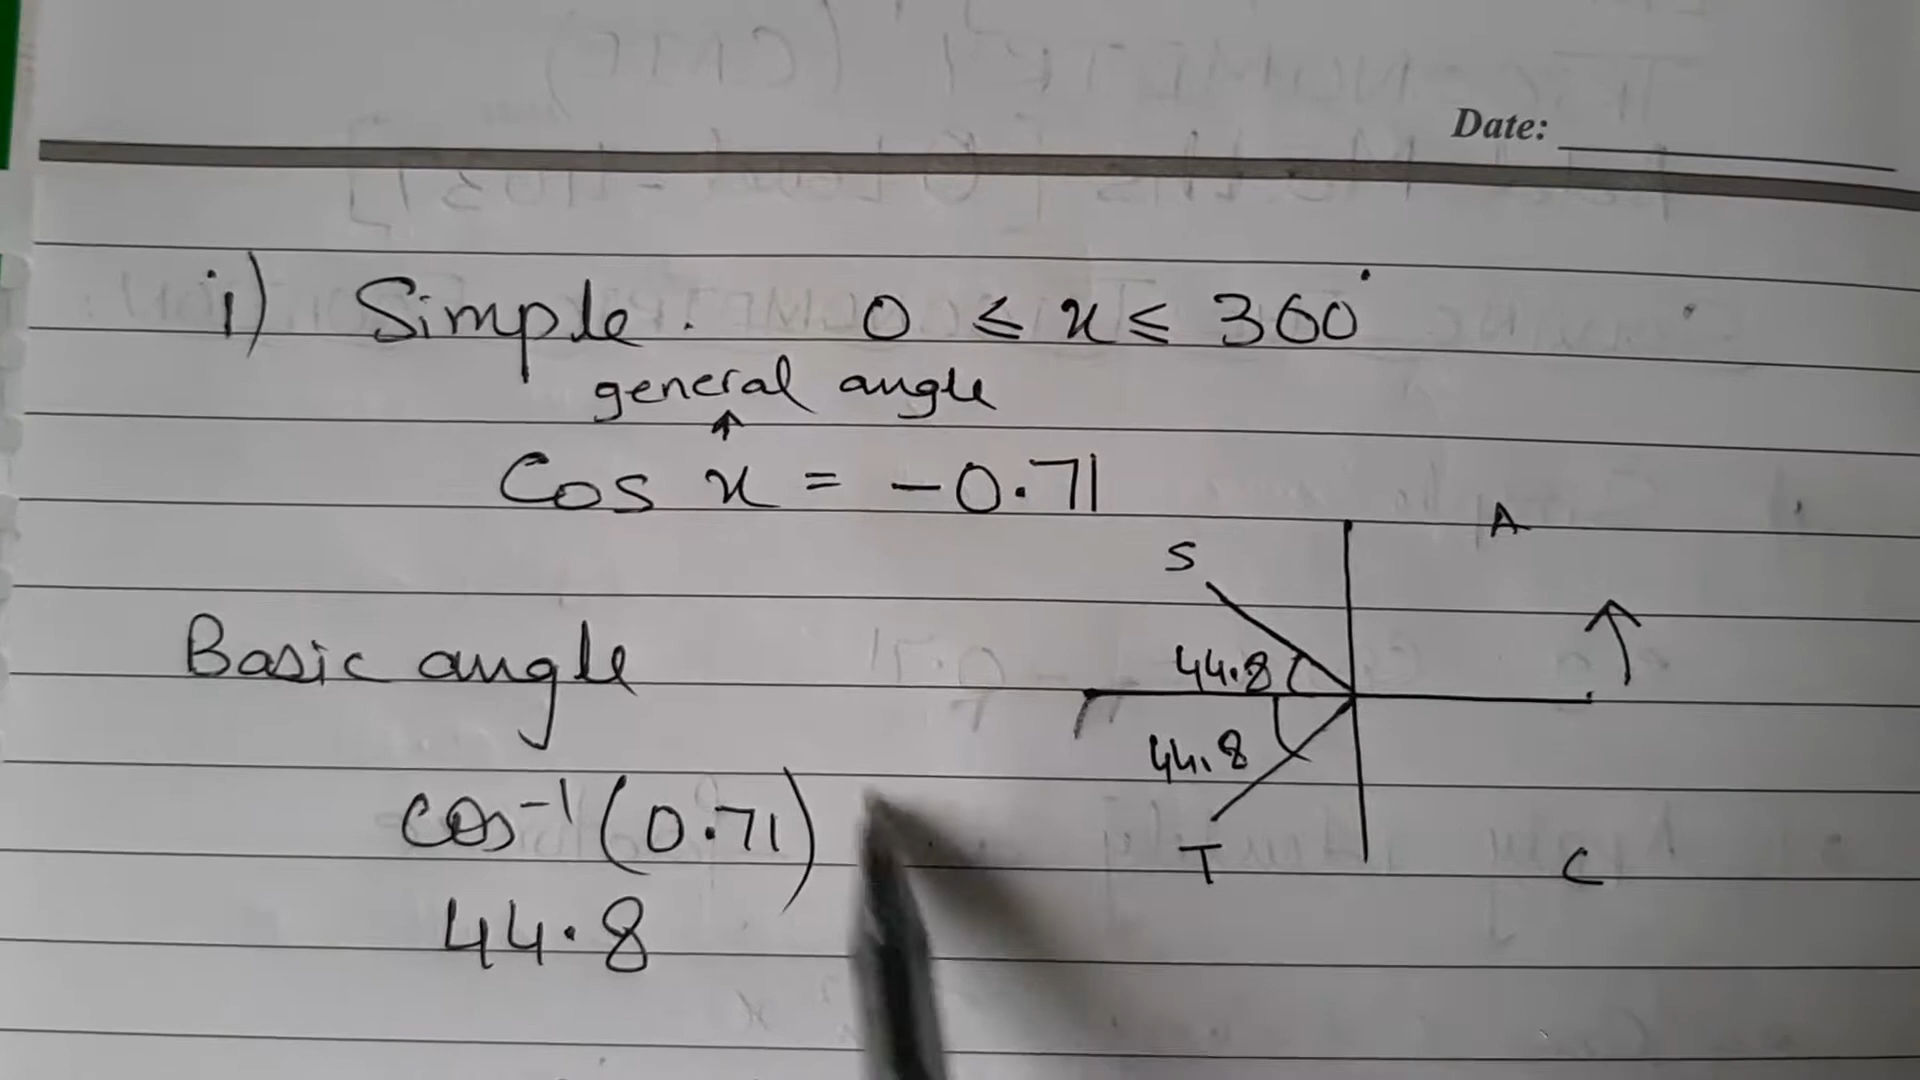 Date:
i) Simple. 0 ≤ x ≤ 360°
general angle
↑
Cos x = -0.71
A
S
Basic angle
44.8
44.8
cos⁻¹(0.71)
T
C
44.8